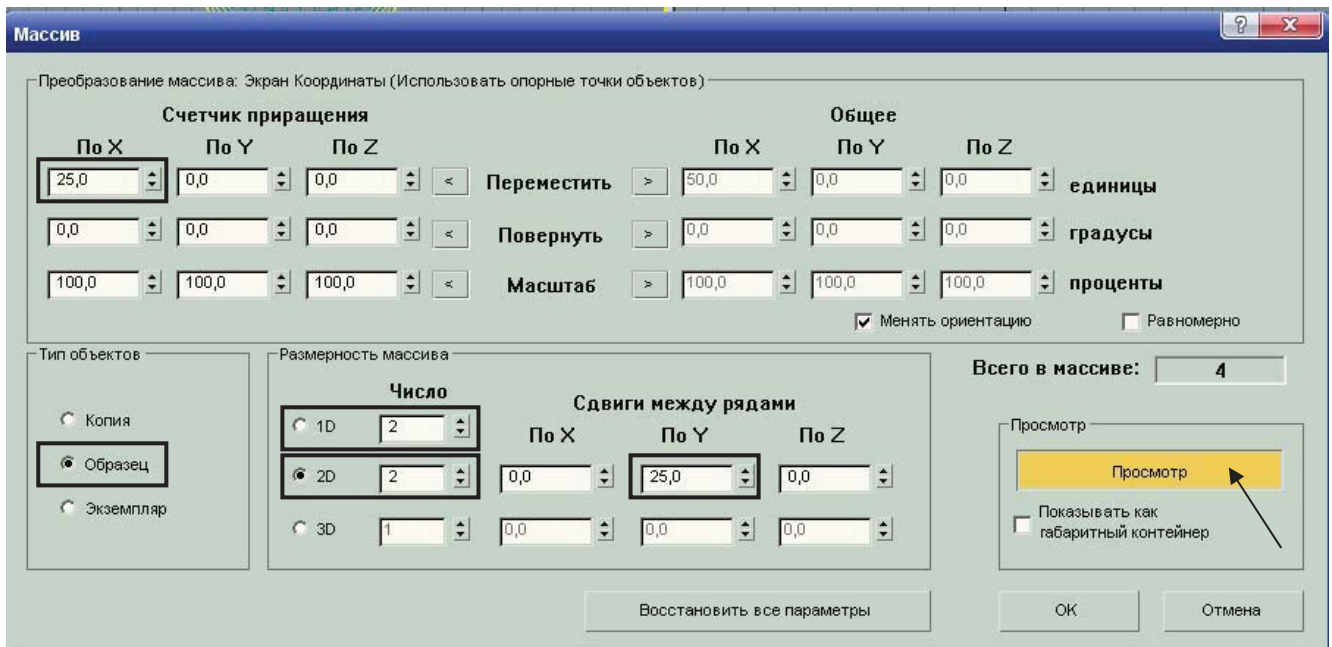 Массив
Преобразование массива: Экран Координаты (Использовать опорные точки объектов)
Счетчик приращения Общее
По X По Y По Z По X По Y По Z
25,0 0,0 0,0 < Переместить > 50,0 0,0 0,0 единицы
0,0 0,0 0,0 < Повернуть > 0,0 0,0 0,0 градусы
100,0 100,0 100,0 < Масштаб > 100,0 100,0 100,0 проценты
Менять ориентацию Равномерно
Тип объектов
Копия
Образец
Экземпляр
Размерность массива
Число Сдвиги между рядами
1D 2 По X По Y По Z
2D 2 0,0 25,0 0,0
3D 1 0,0 0,0 0,0
Всего в массиве: 4
Просмотр
Просмотр
Показывать как
габаритный контейнер
Восстановить все параметры OK Отмена